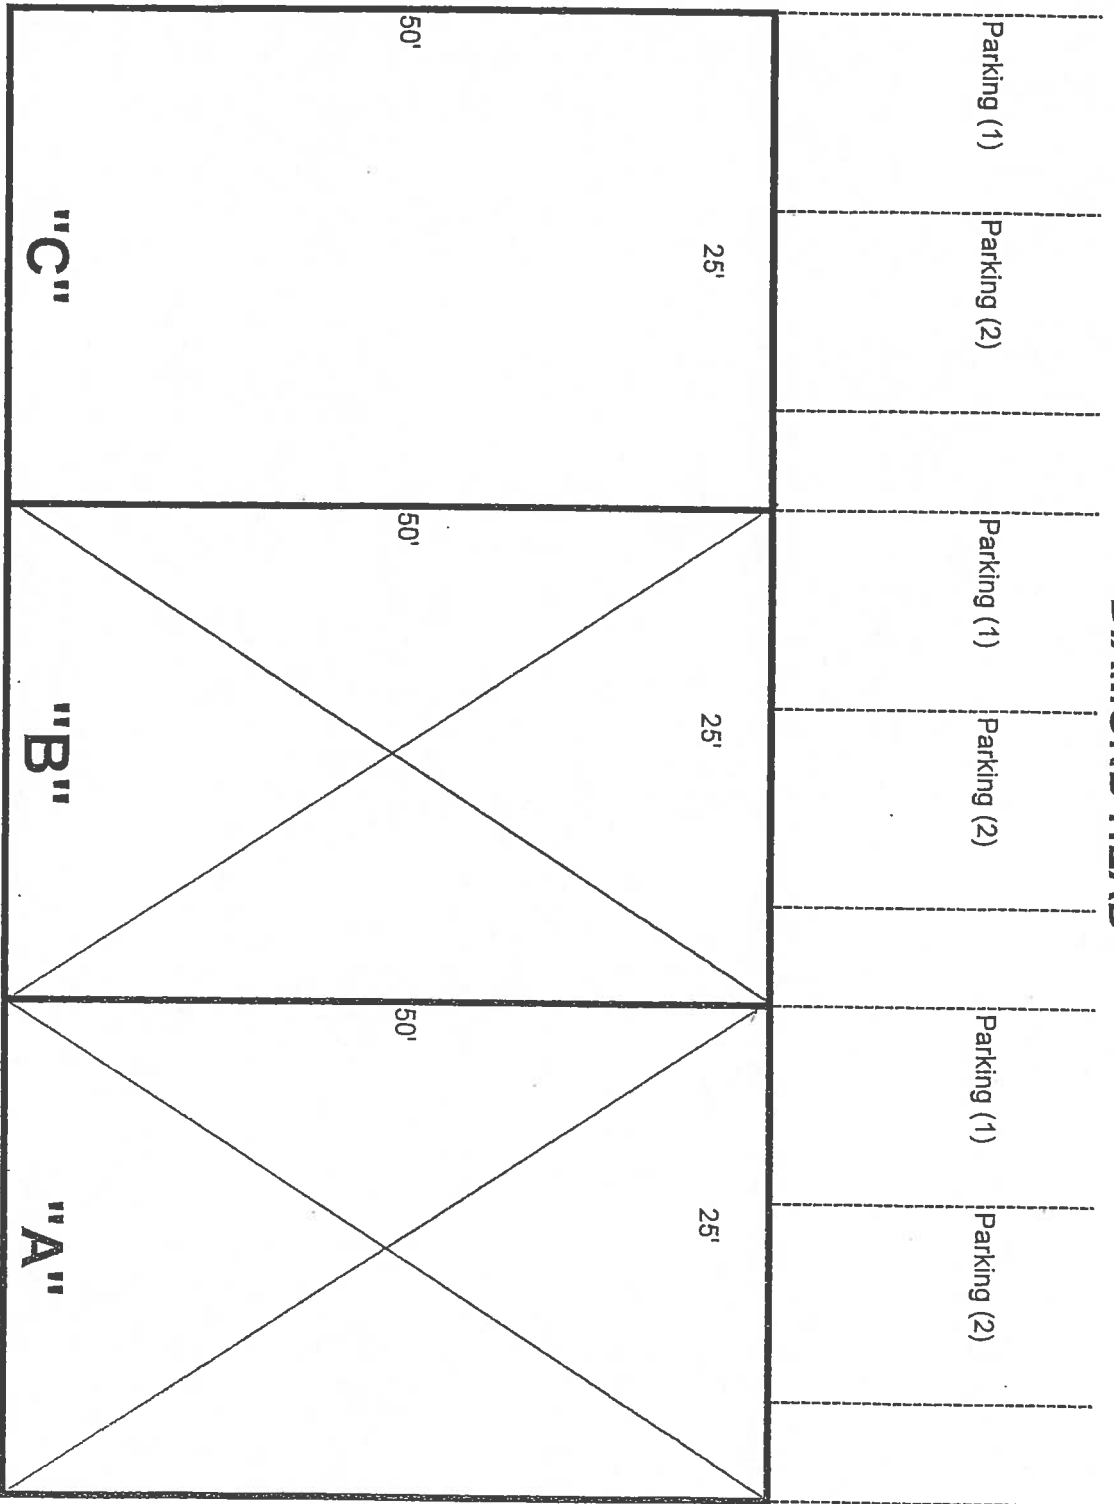 Parking (1)
Parking (2)
Parking (1)
Parking (2)
Parking (1)
Parking (2)
25'
25'
25'
50'
50'
50'
"C"
"B"
"A"